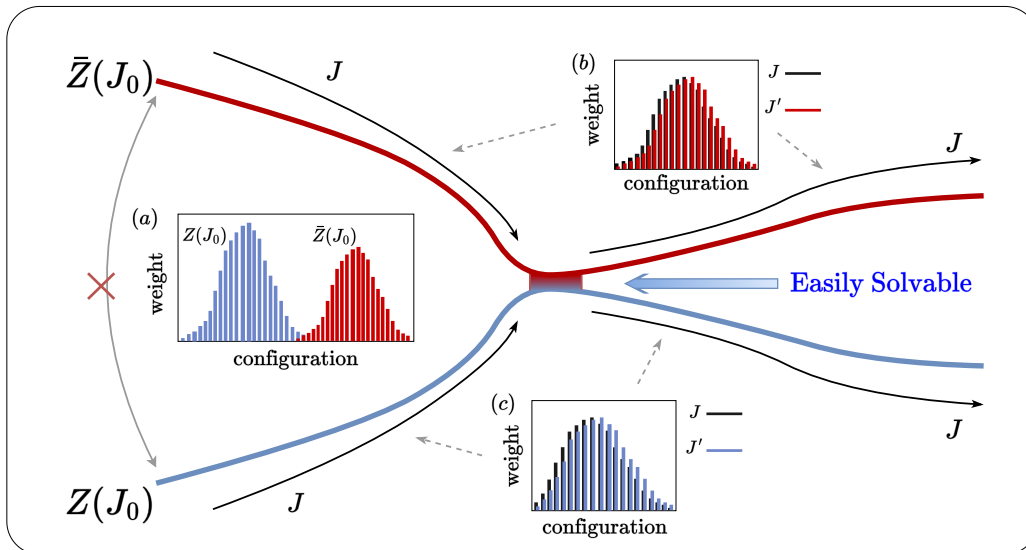 Z̄(J₀)
J
(b)
weight
configuration
J
J′
J
(a)
Z(J₀)
Z̄(J₀)
weight
configuration
Easily Solvable
(c)
weight
configuration
J
J′
J
Z(J₀)
J